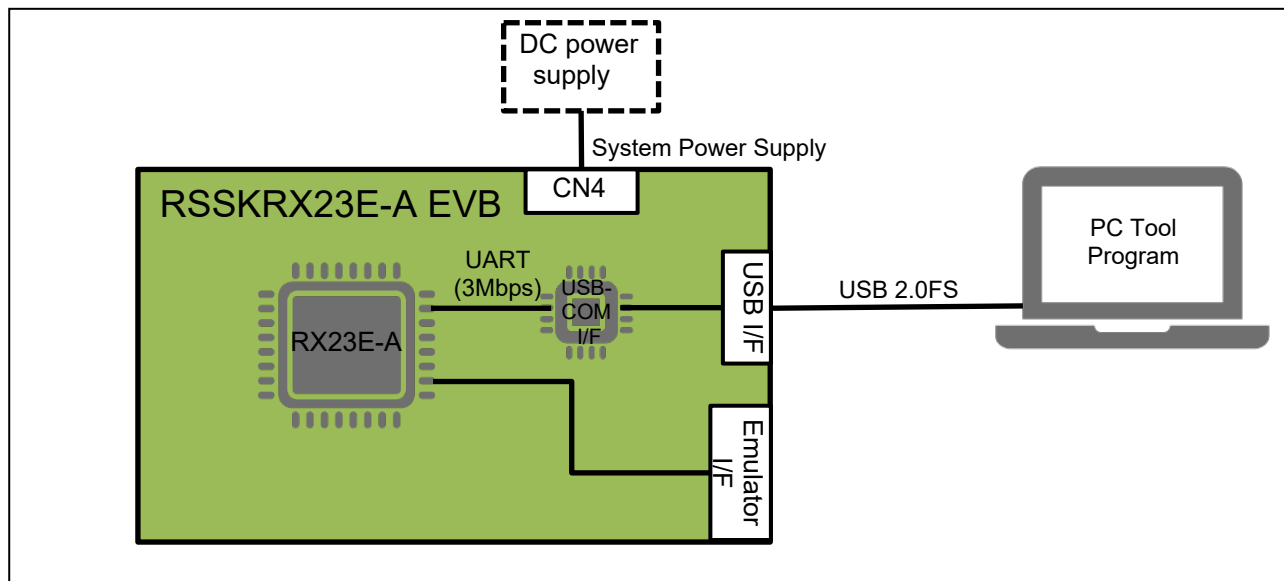 DC power
supply
System Power Supply
CN4
RSSKRX23E-A EVB
UART
(3Mbps)
USB-
COM
I/F
RX23E-A
USB I/F
USB 2.0FS
PC Tool
Program
Emulator
I/F